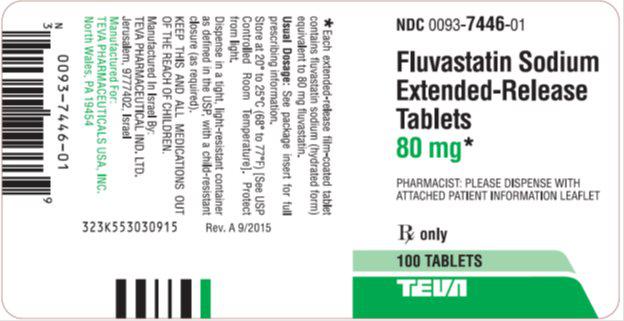 * Each extended-release film-coated tablet
contains fluvastatin sodium (hydrated form)
equivalent to 80 mg fluvastatin.
Usual Dosage: See package insert for full
prescribing information.
Store at 20° to 25°C (68° to 77°F) [See USP
Controlled Room Temperature]. Protect
from light.
Dispense in a tight, light-resistant container
as defined in the USP, with a child-resistant
closure (as required).
KEEP THIS AND ALL MEDICATIONS OUT
OF THE REACH OF CHILDREN.
Manufactured In Israel By:
TEVA PHARMACEUTICAL IND. LTD.
Jerusalem, 9777402, Israel
Manufactured For:
TEVA PHARMACEUTICALS USA, INC.
North Wales, PA 19454
N
3 0093-7446-01 9
323K553030915
Rev. A 9/2015
NDC 0093-7446-01
Fluvastatin Sodium
Extended-Release
Tablets
80 mg*
PHARMACIST: PLEASE DISPENSE WITH
ATTACHED PATIENT INFORMATION LEAFLET
℞ only
100 TABLETS
TEVA